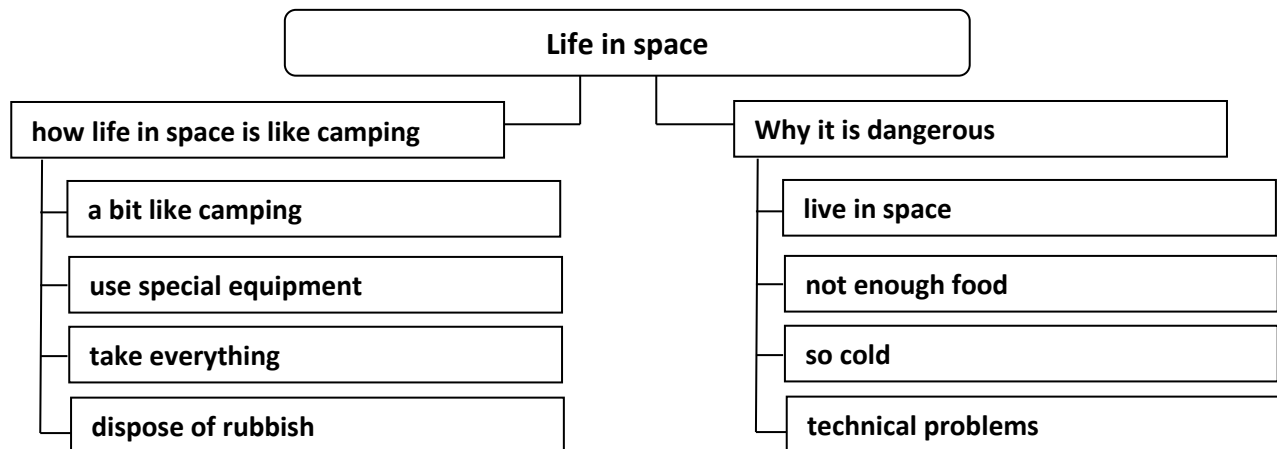 Life in space
how life in space is like camping
a bit like camping
use special equipment
take everything
dispose of rubbish
Why it is dangerous
live in space
not enough food
so cold
technical problems